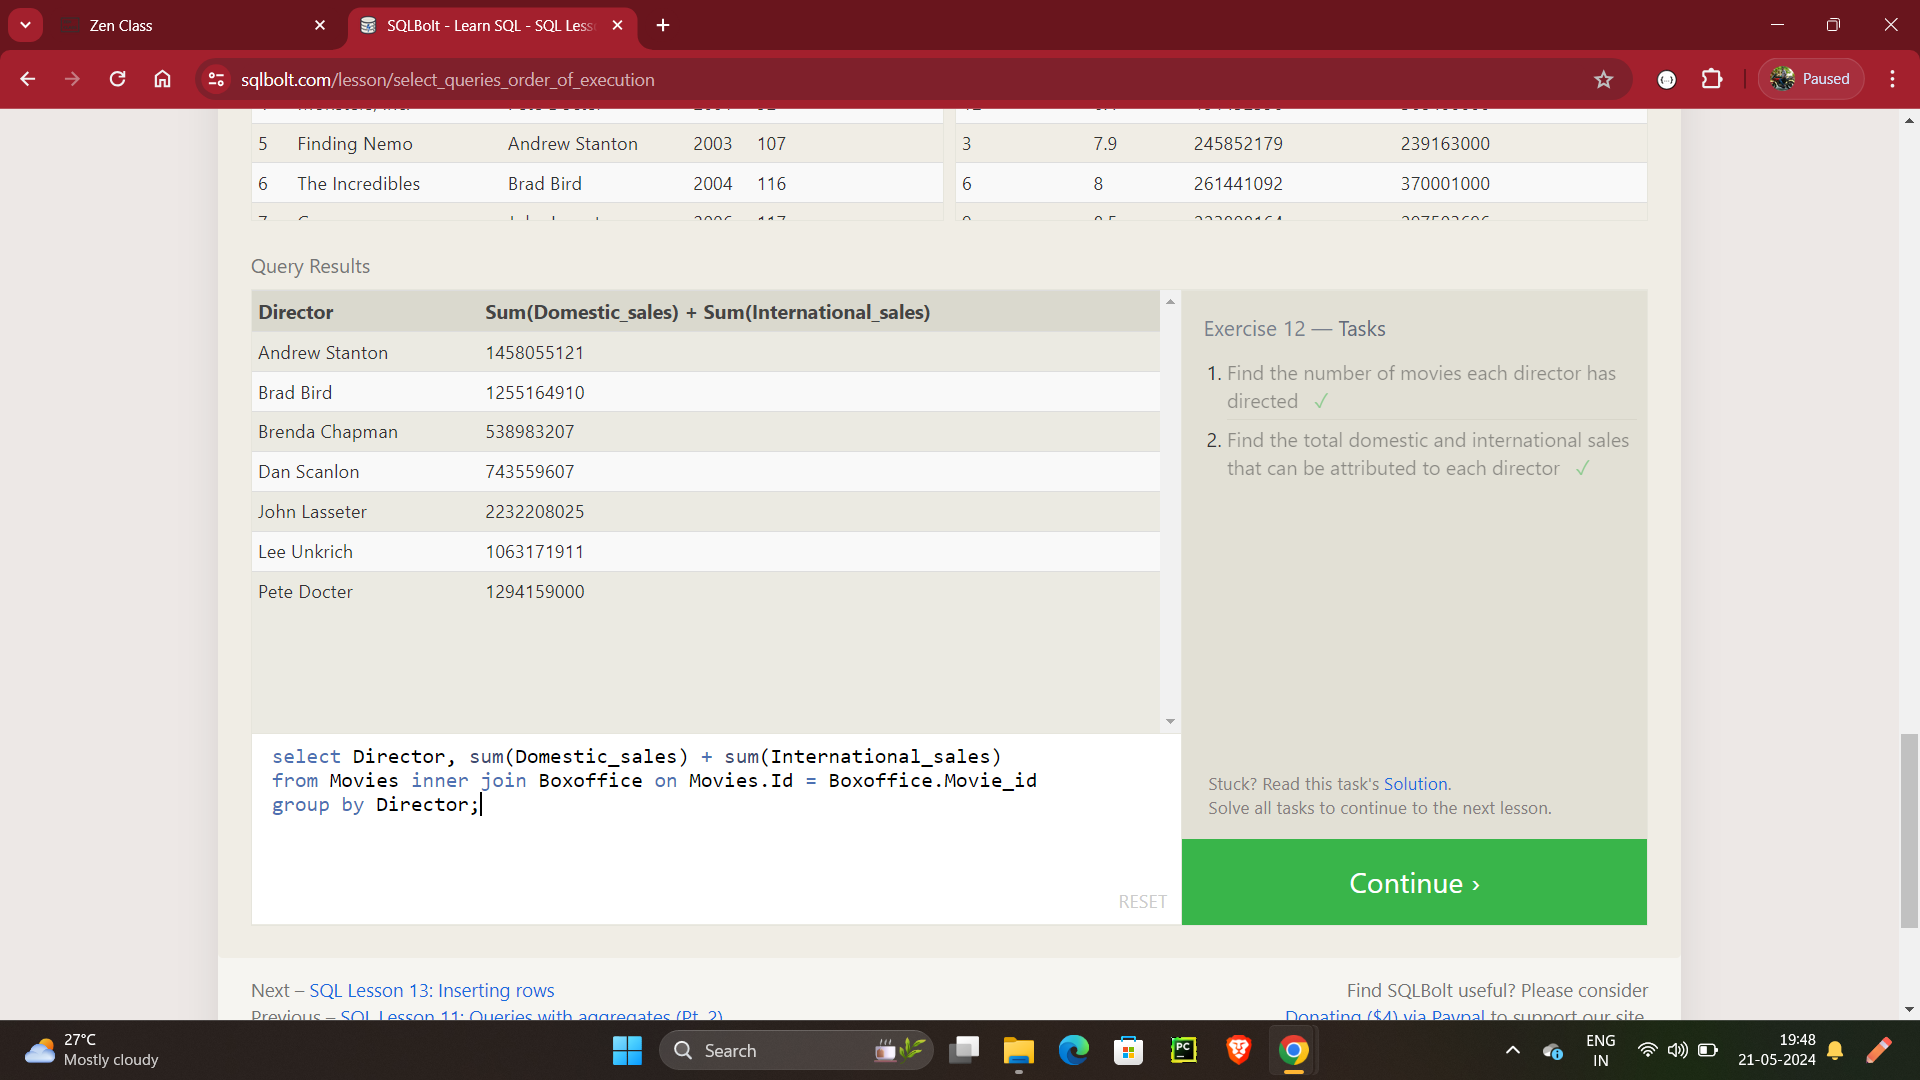 Zen Class
SQLBolt - Learn SQL - SQL Less
sqlbolt.com/lesson/select_queries_order_of_execution
Paused
5 Finding Nemo Andrew Stanton 2003 107
3 7.9 245852179 239163000
6 The Incredibles Brad Bird 2004 116
6 8 261441092 370001000
Query Results
Director Sum(Domestic_sales) + Sum(International_sales)
Andrew Stanton 1458055121
Brad Bird 1255164910
Brenda Chapman 538983207
Dan Scanlon 743559607
John Lasseter 2232208025
Lee Unkrich 1063171911
Pete Docter 1294159000
Exercise 12 — Tasks
1. Find the number of movies each director has
directed ✓
2. Find the total domestic and international sales
that can be attributed to each director ✓
select Director, sum(Domestic_sales) + sum(International_sales)
from Movies inner join Boxoffice on Movies.Id = Boxoffice.Movie_id
group by Director;
RESET
Stuck? Read this task's Solution.
Solve all tasks to continue to the next lesson.
Continue ›
Next – SQL Lesson 13: Inserting rows
Previous – SQL Lesson 11: Queries with aggregates (Pt. 2)
Find SQLBolt useful? Please consider
Donating ($4) via Paypal to support our site.
27°C
Mostly cloudy
Search
PC
ENG
IN
19:48
21-05-2024